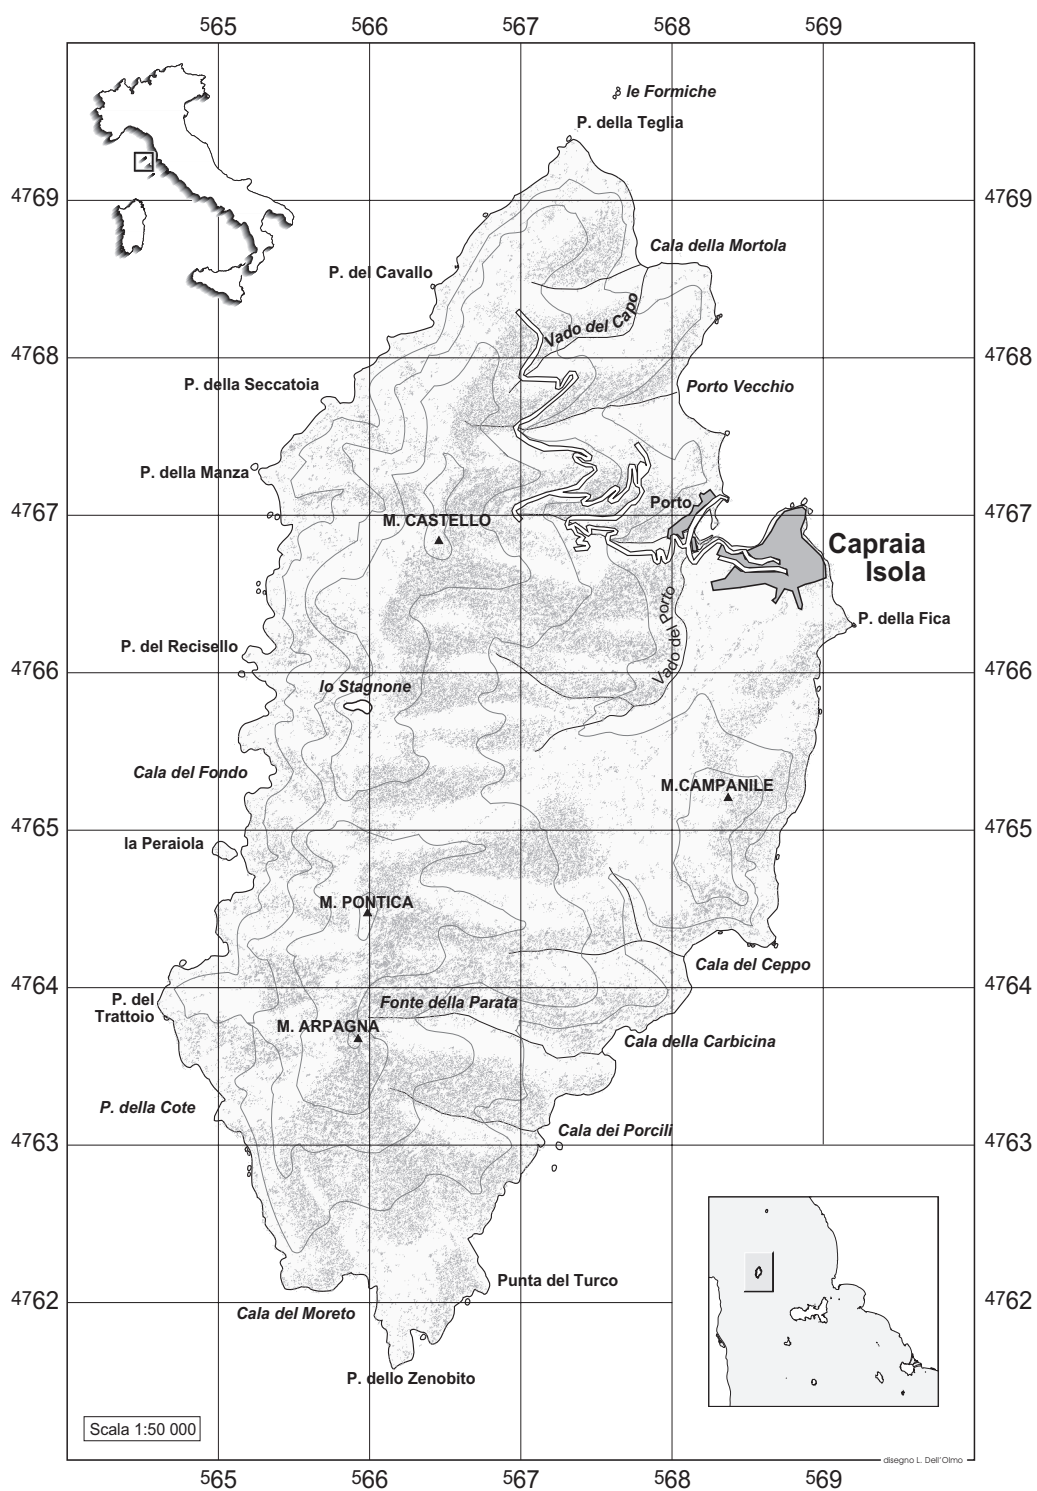 565 566 567 568 569
le Formiche
P. della Teglia
4769 4769
Cala della Mortola
P. del Cavallo
Vado del Capo
4768 4768
P. della Seccatoia
Porto Vecchio
P. della Manza
Porto
4767 4767
M. CASTELLO
Capraia
Isola
Vado del Porto
P. della Fica
P. del Recisello
4766 4766
lo Stagnone
Cala del Fondo
M.CAMPANILE
4765 4765
la Peraiola
M. PONTICA
Cala del Ceppo
4764 4764
P. del
Trattoio
Fonte della Parata
M. ARPAGNA
Cala della Carbicina
P. della Cote
Cala dei Porcili
4763 4763
Punta del Turco
4762 4762
Cala del Moreto
P. dello Zenobito
Scala 1:50 000
disegno L. Dell'Olmo
565 566 567 568 569